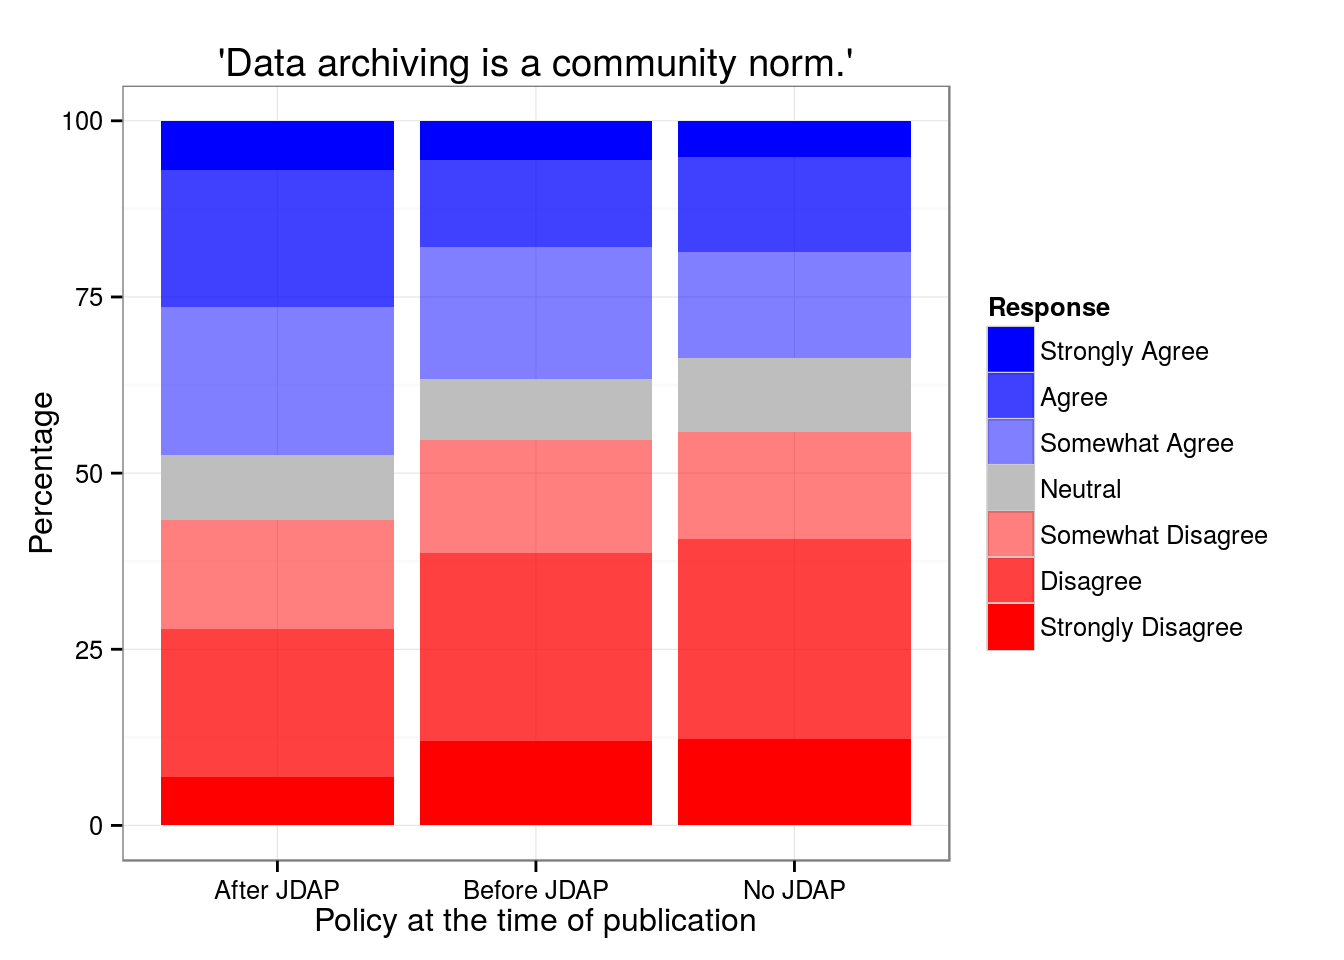 'Data archiving is a community norm.'
100
75
50
25
0
Percentage
After JDAP Before JDAP No JDAP
Policy at the time of publication
Response
Strongly Agree
Agree
Somewhat Agree
Neutral
Somewhat Disagree
Disagree
Strongly Disagree